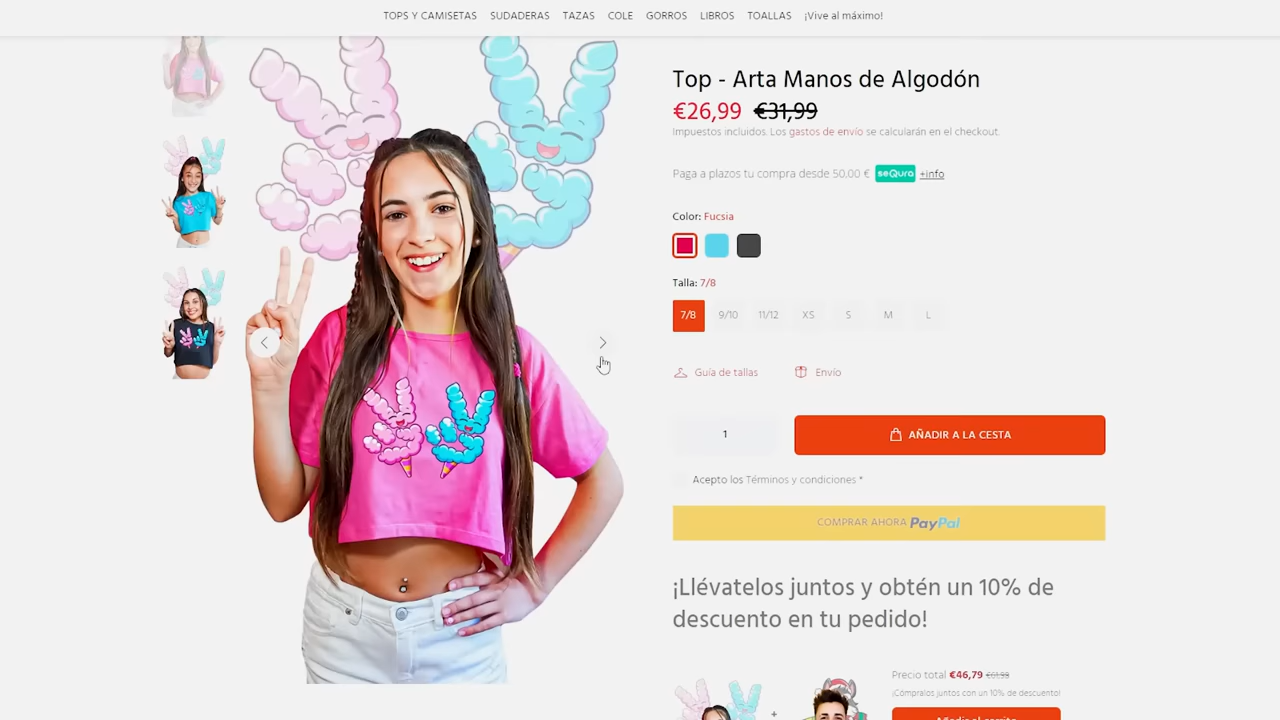 TOPS Y CAMISETAS SUDADERAS TAZAS COLE GORROS LIBROS TOALLAS ¡Vive al máximo!
Top - Arta Manos de Algodón
€26,99 €31,99
Impuestos incluidos. Los gastos de envío se calcularán en el checkout.
Paga a plazos tu compra desde 50,00 € seQura +info
Color: Fucsia
Talla: 7/8
7/8 9/10 11/12 XS S M L
Guía de tallas Envío
1 AÑADIR A LA CESTA
Acepto los Términos y condiciones *
COMPRAR AHORA PayPal
¡Llévatelos juntos y obtén un 10% de
descuento en tu pedido!
Precio total €46,79
¡Cómpralos juntos con un 10% de descuento!
+
Añadir al carrito